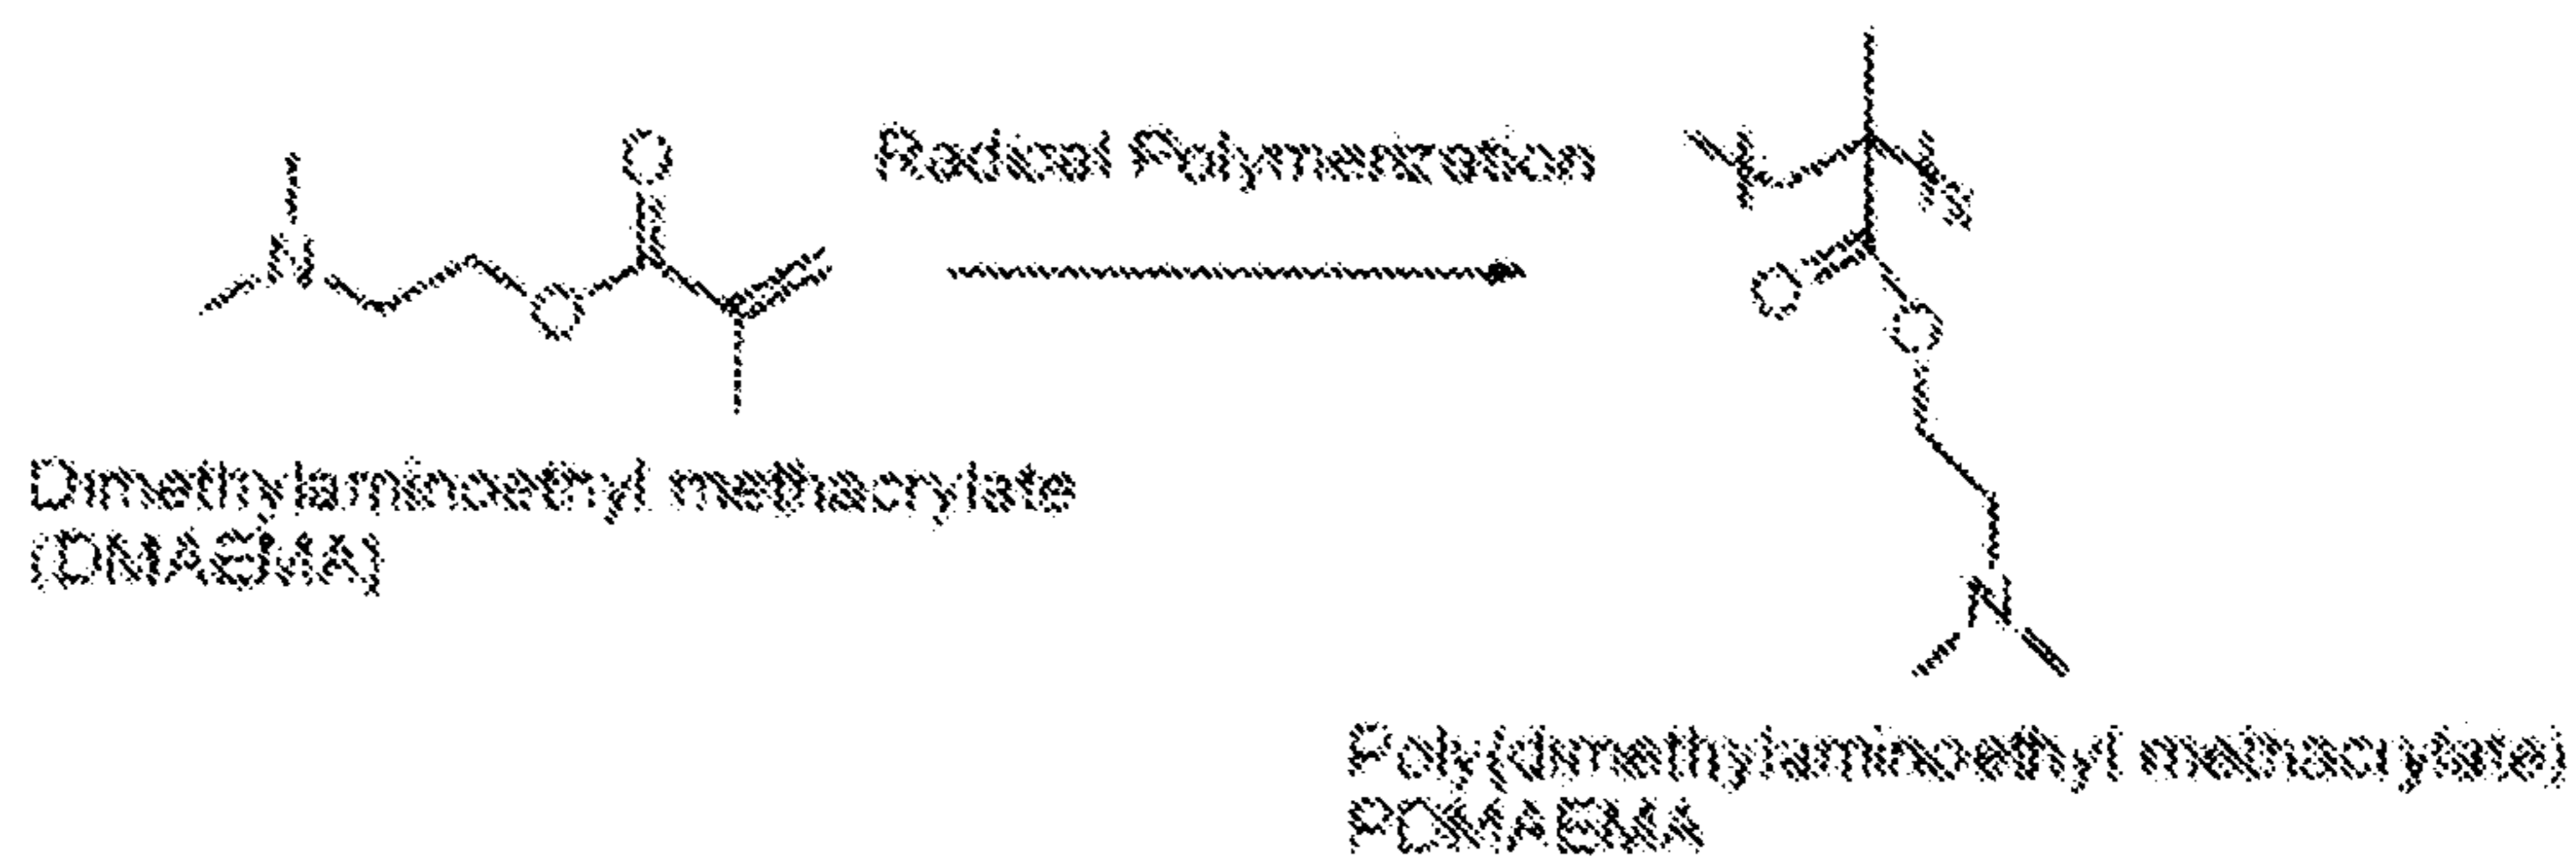 Radical Polymerization
N
O
O
Dimethylaminoethyl methacrylate
(DMAEMA)
O
O
N
Poly(dimethylaminoethyl methacrylate)
PDMAEMA